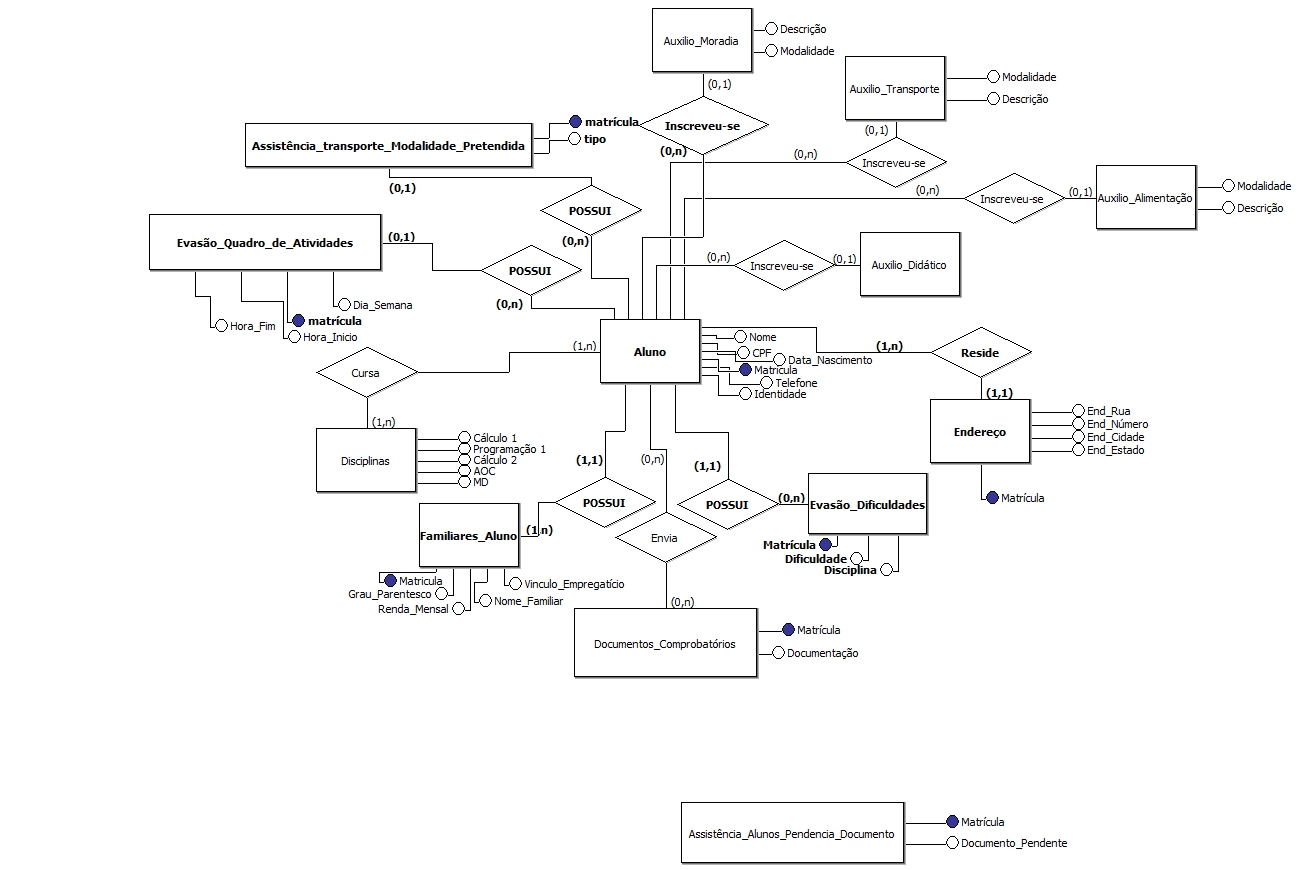 Auxilio_Moradia
Descrição
Modalidade
(0,1)
Auxilio_Transporte
Modalidade
Descrição
(0,1)
Assistência_transporte_Modalidade_Pretendida
matrícula
tipo
Inscreveu-se
(0,n)
(0,n)
Inscreveu-se
(0,1)
(0,n)
Inscreveu-se
(0,1)
Auxilio_Alimentação
Modalidade
Descrição
POSSUI
(0,n)
Evasão_Quadro_de_Atividades
(0,1)
POSSUI
(0,n)
(0,n)
Inscreveu-se
(0,1)
Auxilio_Didático
Dia_Semana
matrícula
Hora_Fim
Hora_Inicio
Aluno
Nome
CPF
Data_Nascimento
Matrícula
Telefone
Identidade
(1,n)
Reside
(1,1)
(1,n)
Cursa
(1,n)
Disciplinas
Cálculo 1
Programação 1
Cálculo 2
AOC
MD
Endereço
End_Rua
End_Número
End_Cidade
End_Estado
Matrícula
(1,1)
(0,n)
(1,1)
POSSUI
(1,n)
POSSUI
(0,n)
Evasão_Dificuldades
Matrícula
Dificuldade
Disciplina
Familiares_Aluno
Matricula
Grau_Parentesco
Renda_Mensal
Nome_Familiar
Vinculo_Empregatício
Envia
(0,n)
Documentos_Comprobatórios
Matrícula
Documentação
Assistência_Alunos_Pendencia_Documento
Matrícula
Documento_Pendente